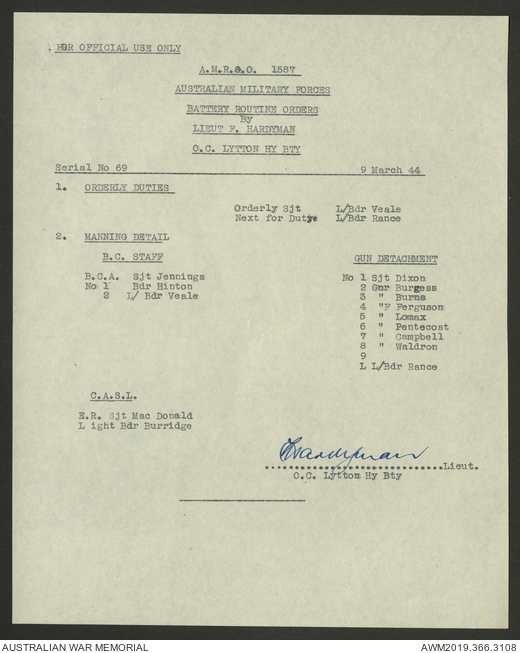 FOR OFFICIAL USE ONLY
A.M.R.&.O. 1587
AUSTRALIAN MILITARY FORCES
BATTERY ROUTINE ORDERS
By
LIEUT F. HARDYMAN
O.C. LYTTON HY BTY
Serial No 69 9 March 44
1. ORDERLY DUTIES
Orderly Sjt L/Bdr Veale
Next for Duty L/Bdr Rance
2. MANNING DETAIL
B.C. STAFF
B.C.A. Sjt Jennings
No 1 Bdr Hinton
2 L/ Bdr Veale
GUN DETACHMENT
No 1 Sjt Dixon
2 Gnr Burgess
3 " Burns
4 "F Ferguson
5 " Lomax
6 " Pentecost
7 " Campbell
8 " Waldron
9
L L/Bdr Rance
C.A.S.L.
E.R. Sjt Mac Donald
L ight Bdr Burridge
Hardyman
Lieut.
O.C. Lytton Hy Bty
AUSTRALIAN WAR MEMORIAL AWM2019.366.3108